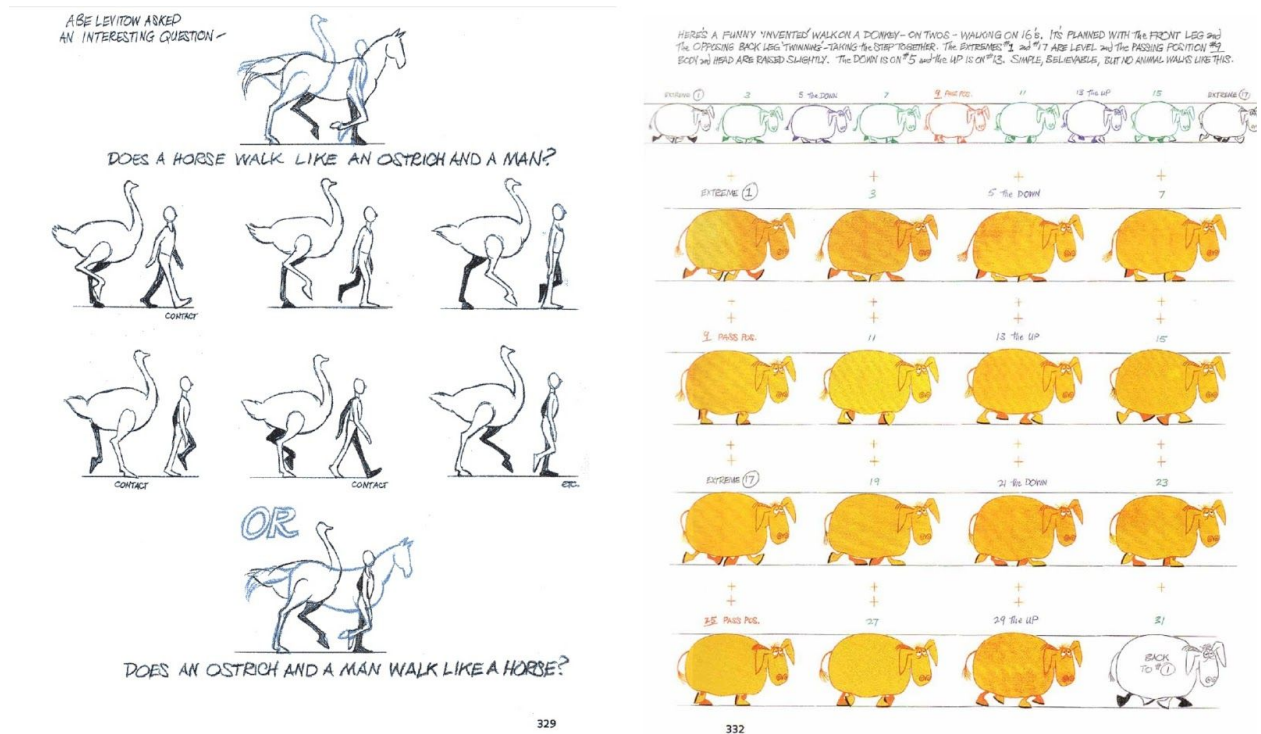 ABE LEVITOW ASKED
AN INTERESTING QUESTION—
DOES A HORSE WALK LIKE AN OSTRICH AND A MAN?
CONTACT
CONTACT
CONTACT
ETC.
OR
DOES AN OSTRICH AND A MAN WALK LIKE A HORSE?
329
HERE'S A FUNNY 'INVENTED' WALK ON A DONKEY – ON TWOS – WALKING ON 16's. IT'S PLANNED WITH THE FRONT LEG and
The OPPOSING BACK LEG 'TWINNING' – TAKING the STEP TOGETHER. The EXTREMES #1 and #17 ARE LEVEL and The PASSING POSITION #9
BODY and HEAD ARE RAISED SLIGHTLY. The DOWN IS ON #5 and the UP IS ON #13. SIMPLE, BELIEVABLE, BUT NO ANIMAL WALKS LIKE THIS.
EXTREME 1 3 5 The DOWN 7 9 PASS POS. 11 13 The UP 15 EXTREME 17
EXTREME 1 3 5 The DOWN 7
9 PASS POS. 11 13 the UP 15
EXTREME 17 19 21 the DOWN 23
25 PASS POS. 27 29 the UP 31
BACK
TO #1
332